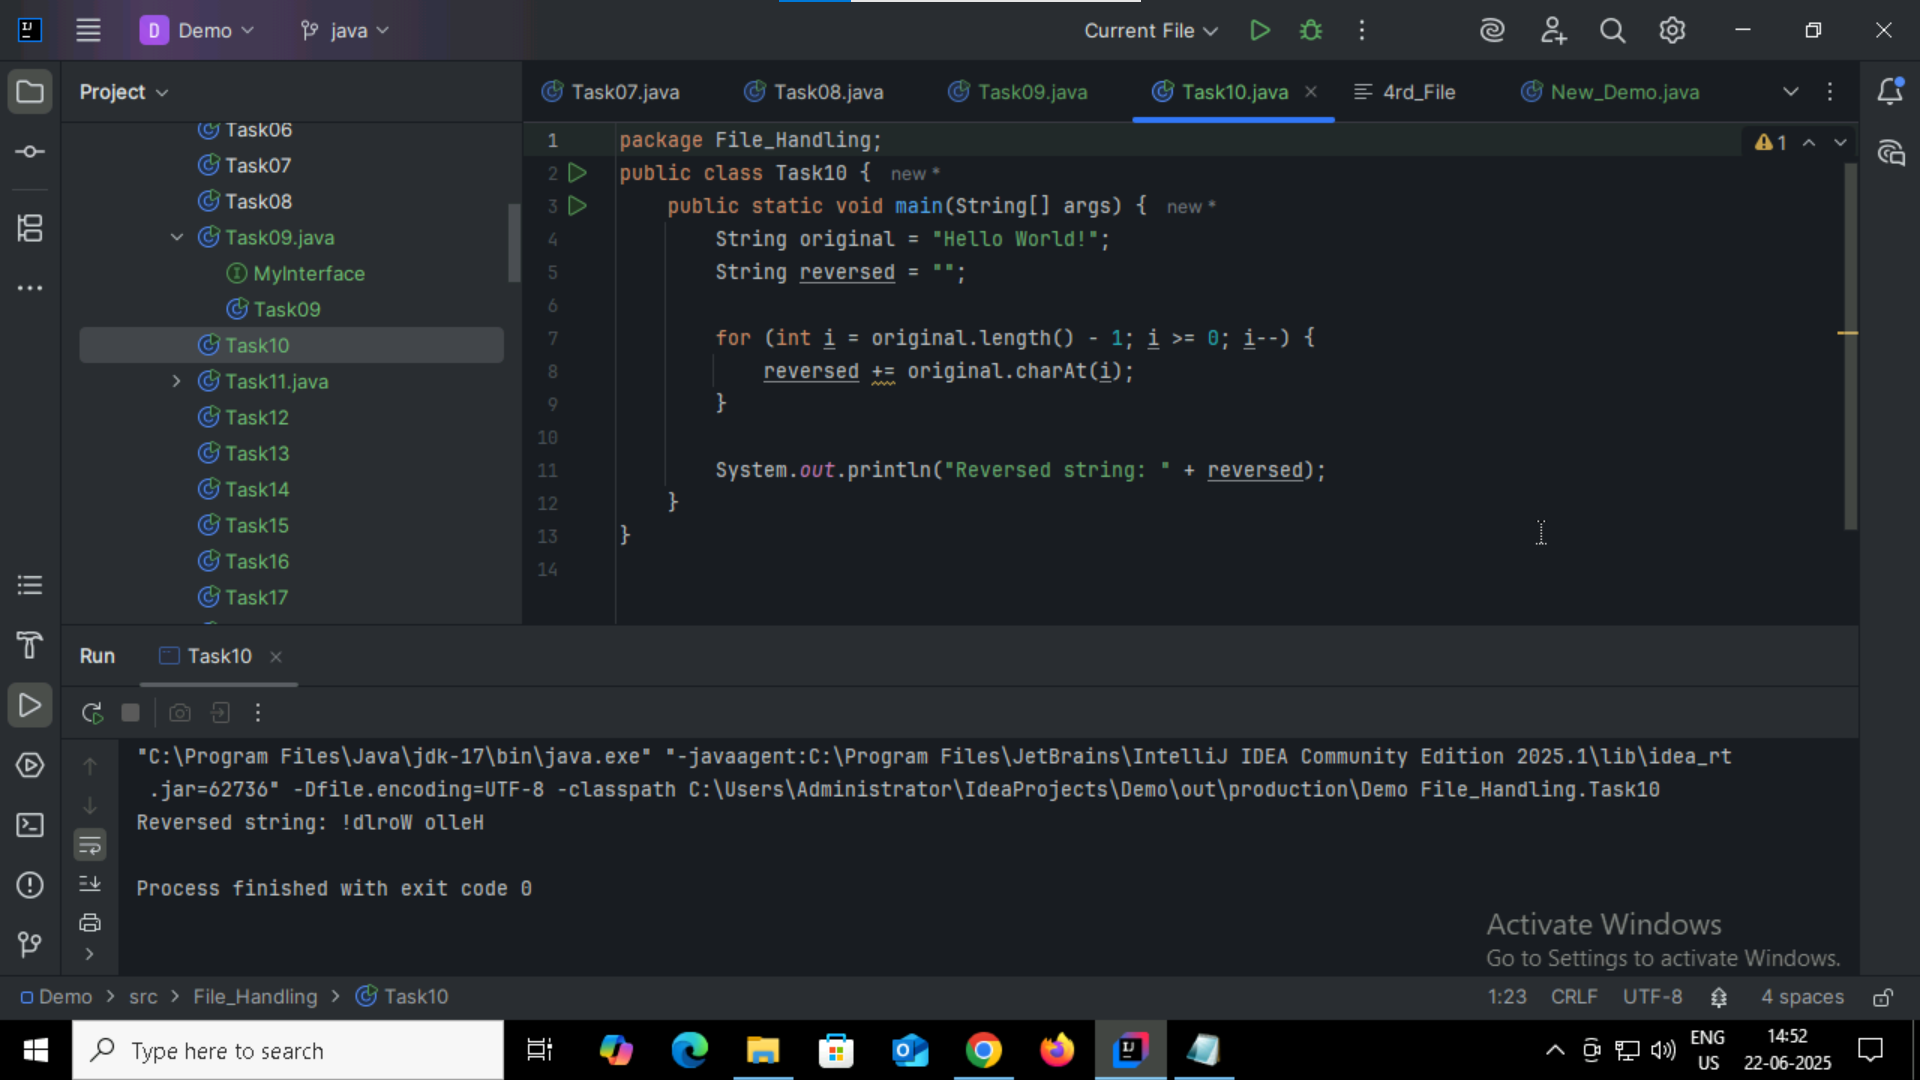 IJ
D Demo
java
Current File
Project
Task06
Task07
Task08
Task09.java
MyInterface
Task09
Task10
Task11.java
Task12
Task13
Task14
Task15
Task16
Task17
Task07.java
Task08.java
Task09.java
Task10.java
4rd_File
New_Demo.java
1 package File_Handling;
1
2 public class Task10 { new *
3 public static void main(String[] args) { new *
4 String original = "Hello World!";
5 String reversed = "";
6
7 for (int i = original.length() - 1; i >= 0; i--) {
8 reversed += original.charAt(i);
9 }
10
11 System.out.println("Reversed string: " + reversed);
12 }
13 }
14
Run
Task10
"C:\Program Files\Java\jdk-17\bin\java.exe" "-javaagent:C:\Program Files\JetBrains\IntelliJ IDEA Community Edition 2025.1\lib\idea_rt
.jar=62736" -Dfile.encoding=UTF-8 -classpath C:\Users\Administrator\IdeaProjects\Demo\out\production\Demo File_Handling.Task10
Reversed string: !dlroW olleH
Process finished with exit code 0
Activate Windows
Go to Settings to activate Windows.
Demo > src > File_Handling > Task10
1:23 CRLF UTF-8 4 spaces
Type here to search
ENG
US
14:52
22-06-2025